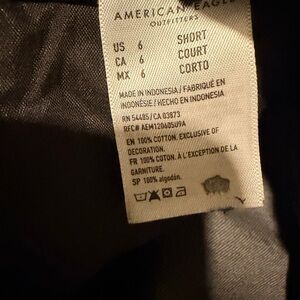 AMERICAN EAGLE
OUTFITTERS
US 6 SHORT
CA 6 COURT
MX 6 CORTO
MADE IN INDONESIA / FABRIQUÉ EN
INDONÉSIE / HECHO EN INDONESIA
RN 54485 / CA 03873
RFC# AEM120605U9A
EN 100% COTTON. EXCLUSIVE OF
DECORATION.
FR 100% COTON. À L'EXCEPTION DE LA
GARNITURE.
SP 100% algodón.